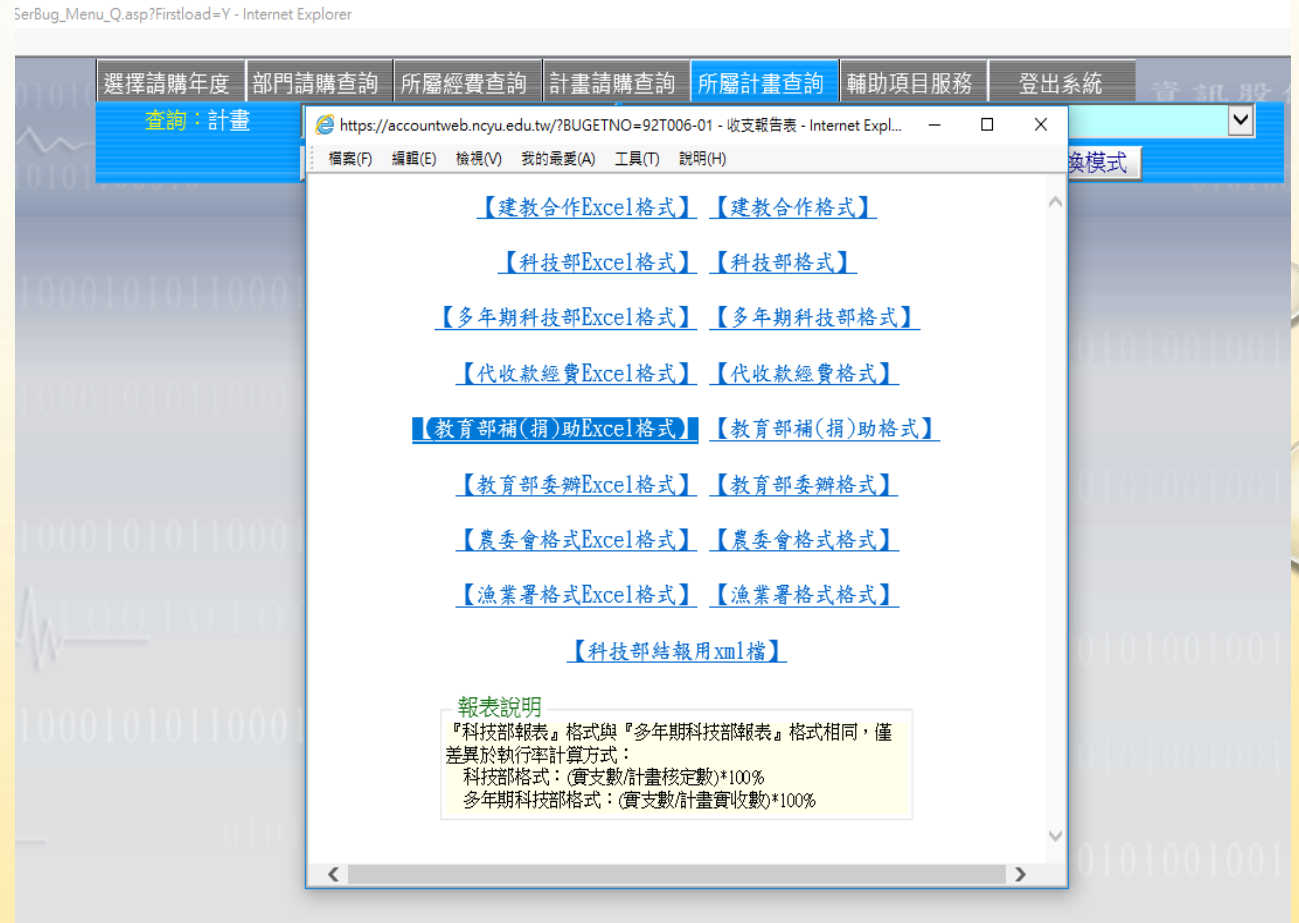 SerBug_Menu_Q.asp?Firstload=Y - Internet Explorer
選擇請購年度 部門請購查詢 所屬經費查詢 計畫請購查詢 所屬計畫查詢 輔助項目服務 登出系統
資訊股
查詢：計畫
換模式
https://accountweb.ncyu.edu.tw/?BUGETNO=92T006-01 - 收支報告表 - Internet Expl...
檔案(F) 編輯(E) 檢視(V) 我的最愛(A) 工具(T) 說明(H)
【建教合作Excel格式】 【建教合作格式】
【科技部Excel格式】 【科技部格式】
【多年期科技部Excel格式】 【多年期科技部格式】
【代收款經費Excel格式】 【代收款經費格式】
【教育部補(捐)助Excel格式】 【教育部補(捐)助格式】
【教育部委辦Excel格式】 【教育部委辦格式】
【農委會格式Excel格式】 【農委會格式格式】
【漁業署格式Excel格式】 【漁業署格式格式】
【科技部結報用xml檔】
報表說明
『科技部報表』格式與『多年期科技部報表』格式相同，僅
差異於執行率計算方式：
科技部格式：(實支數/計畫核定數)*100%
多年期科技部格式：(實支數/計畫實收數)*100%